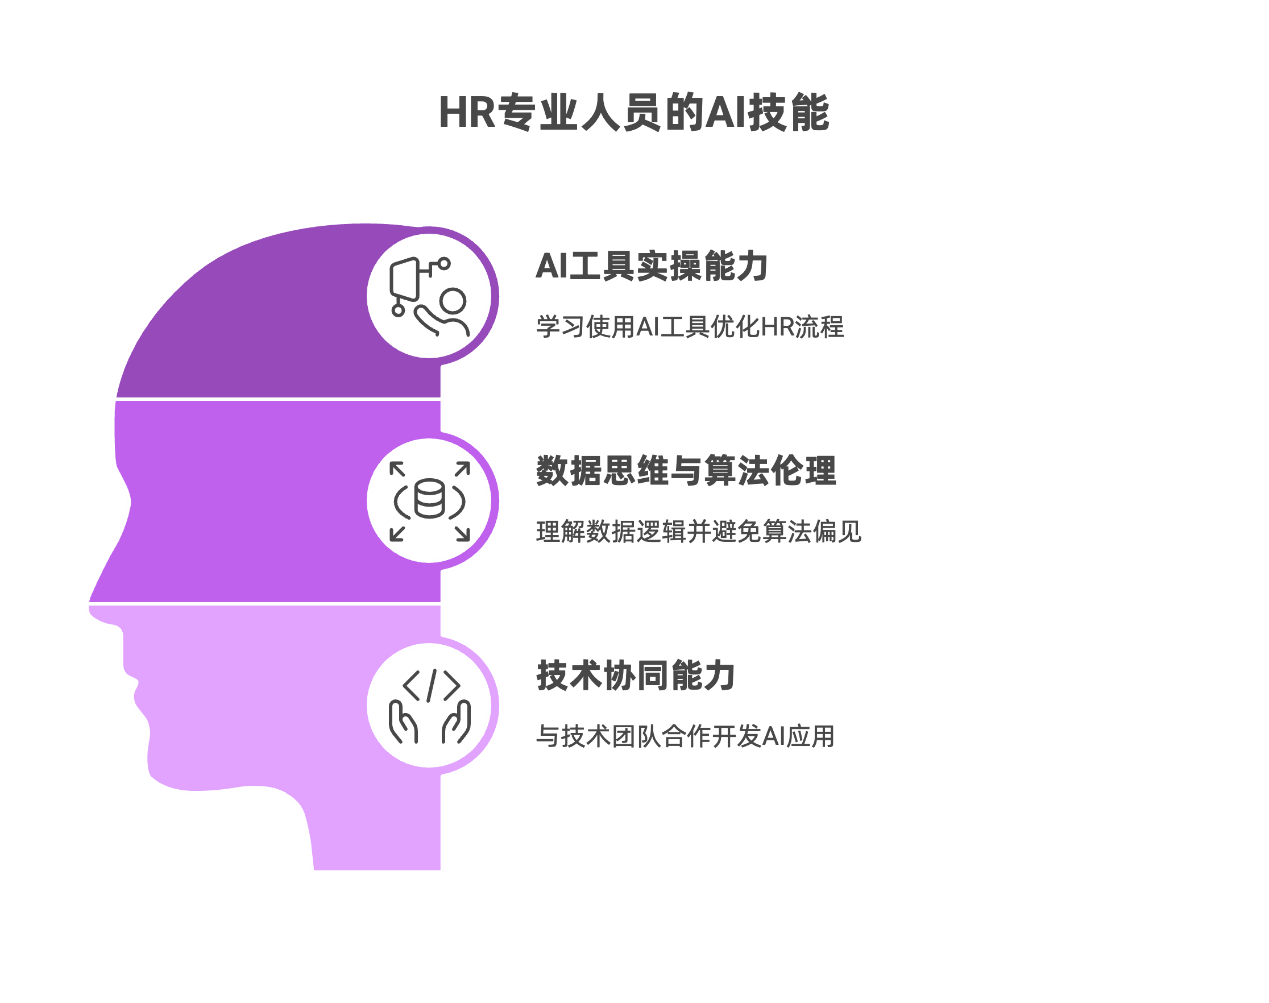 HR专业人员的AI技能
AI工具实操能力
学习使用AI工具优化HR流程
数据思维与算法伦理
理解数据逻辑并避免算法偏见
技术协同能力
与技术团队合作开发AI应用